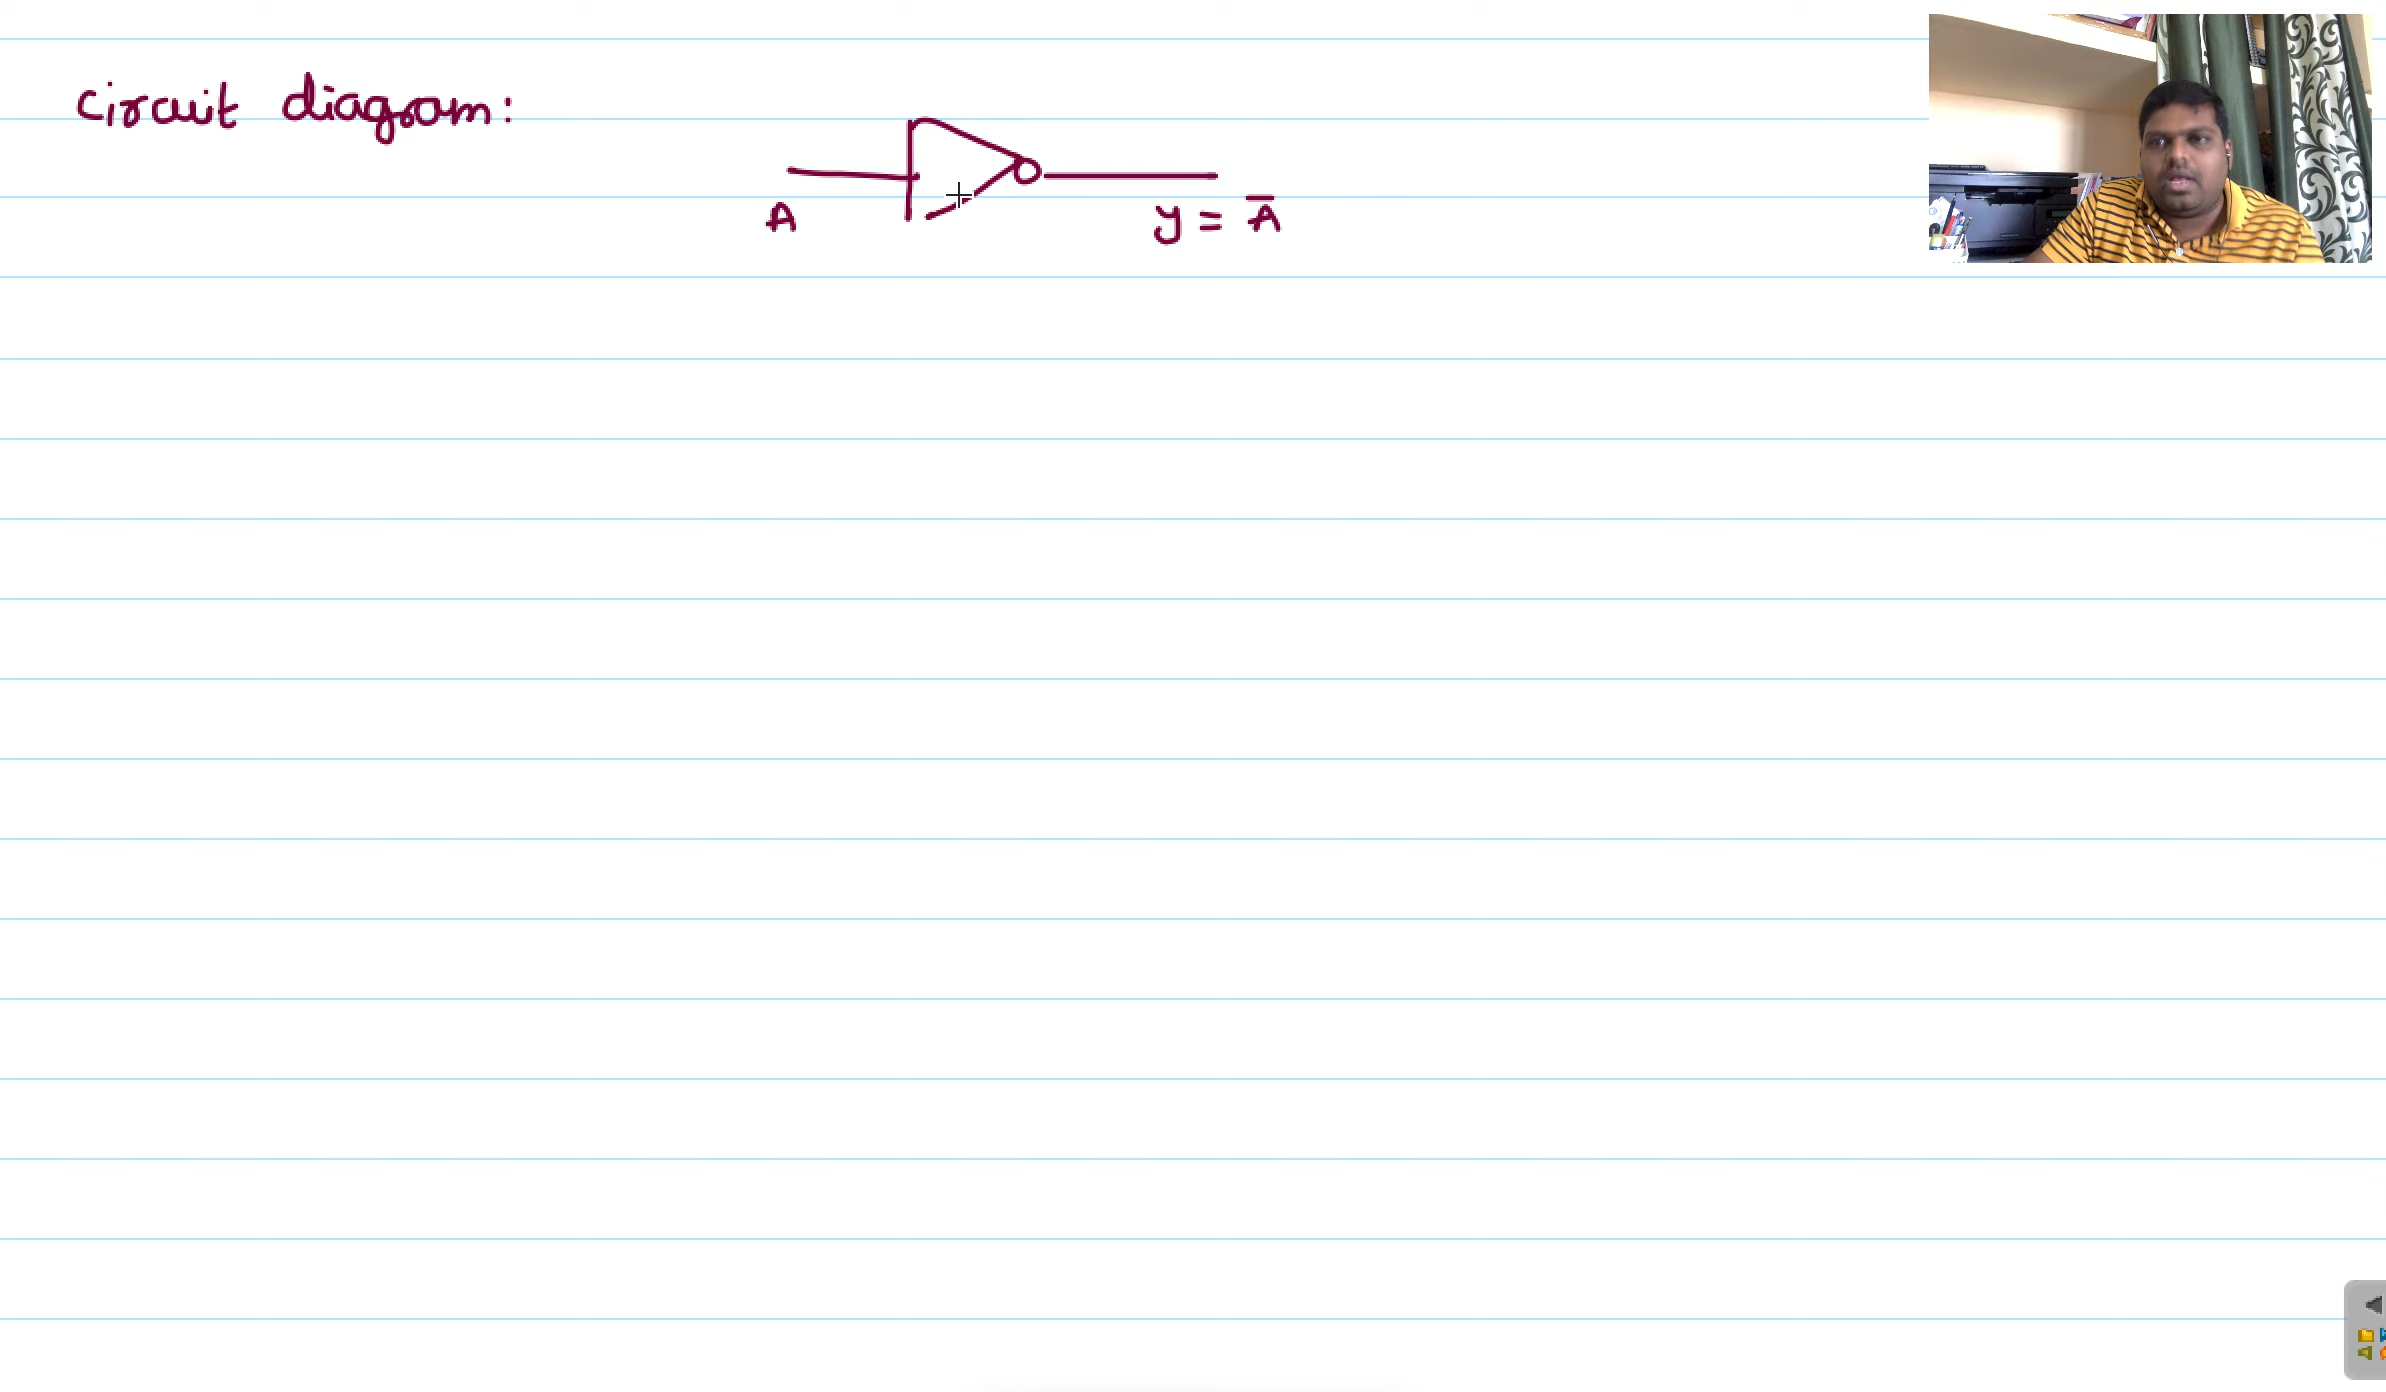 circuit diagram:
A
y = A̅